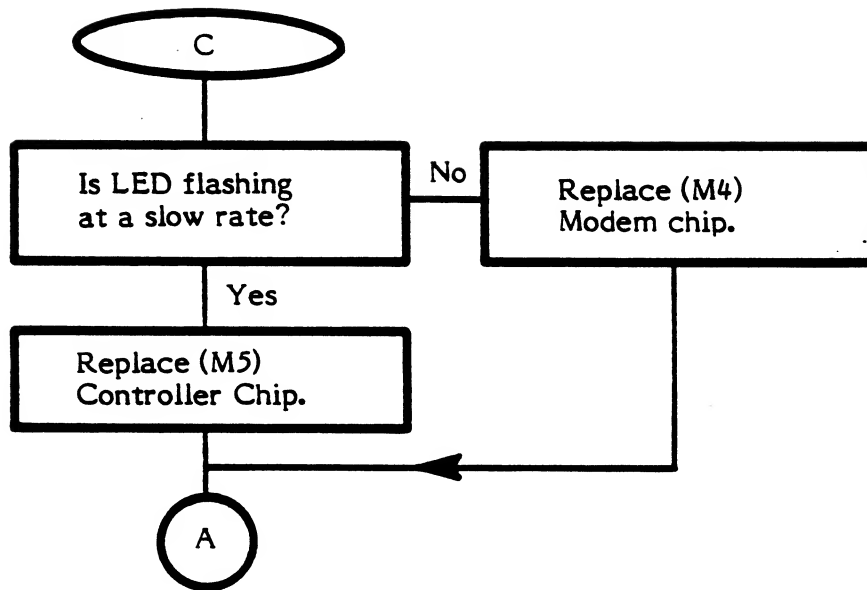 C
Is LED flashing
at a slow rate?
No
Replace (M4)
Modem chip.
Yes
Replace (M5)
Controller Chip.
A